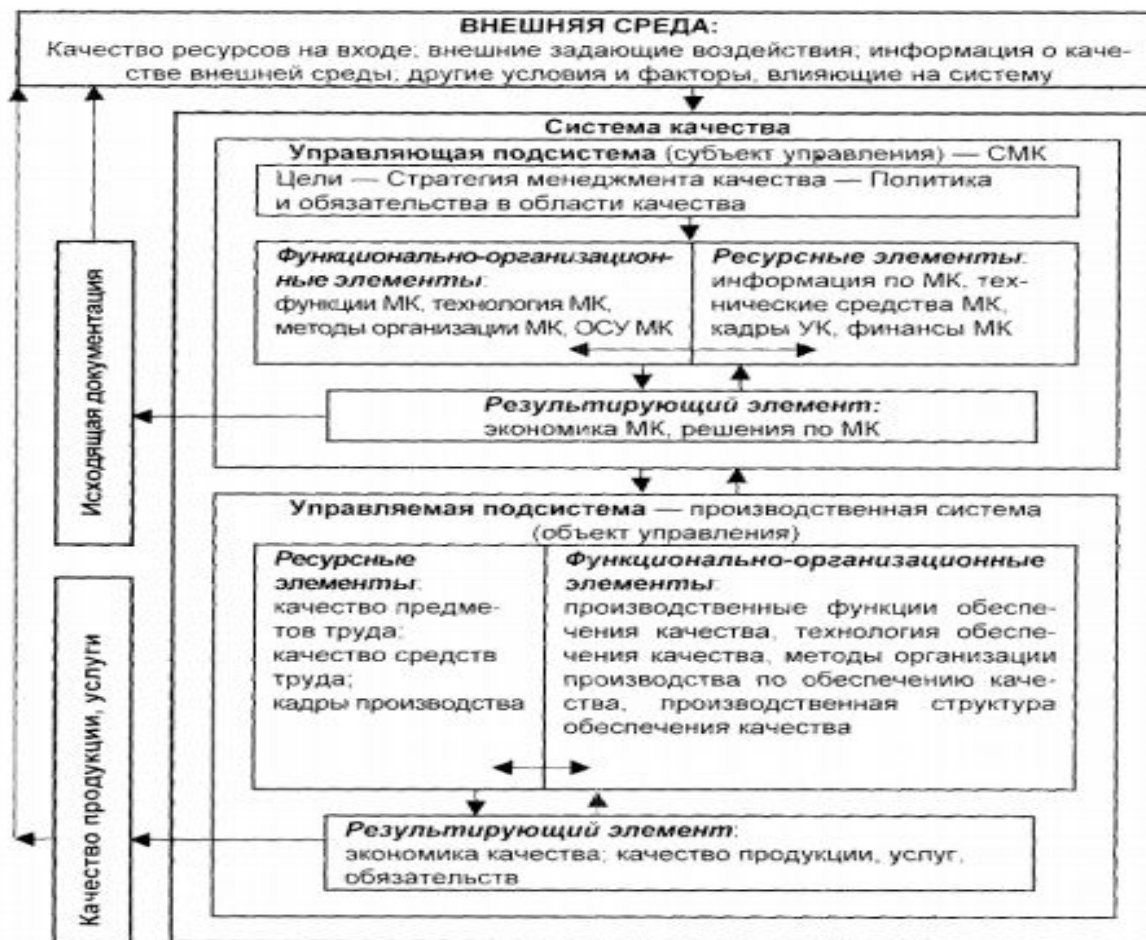 ВНЕШНЯЯ СРЕДА:
Качество ресурсов на входе; внешние задающие воздействия; информация о каче-
стве внешней среды; другие условия и факторы, влияющие на систему
Система качества
Управляющая подсистема (субъект управления) — СМК
Цели — Стратегия менеджмента качества — Политика
и обязательства в области качества
Функционально-организацион-
ные элементы:
функции МК, технология МК,
методы организации МК, ОСУ МК
Ресурсные элементы:
информация по МК, тех-
нические средства МК,
кадры УК, финансы МК
Результирующий элемент:
экономика МК, решения по МК
Исходящая документация
Управляемая подсистема — производственная система
(объект управления)
Ресурсные
элементы:
качество предме-
тов труда;
качество средств
труда;
кадры производства
Функционально-организационные
элементы:
производственные функции обеспе-
чения качества, технология обеспе-
чения качества, методы организации
производства по обеспечению каче-
ства, производственная структура
обеспечения качества
Результирующий элемент:
экономика качества; качество продукции, услуг,
обязательств
Качество продукции, услуги